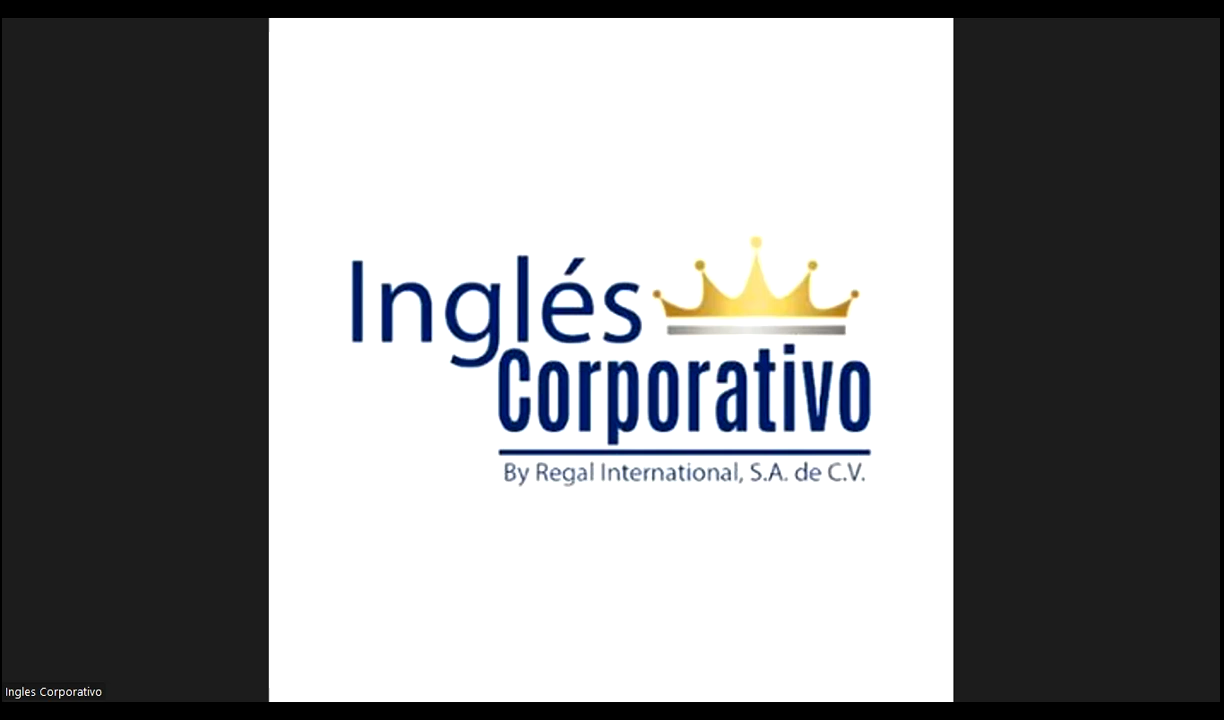 Inglés
Corporativo
By Regal International, S.A. de C.V.
Ingles Corporativo